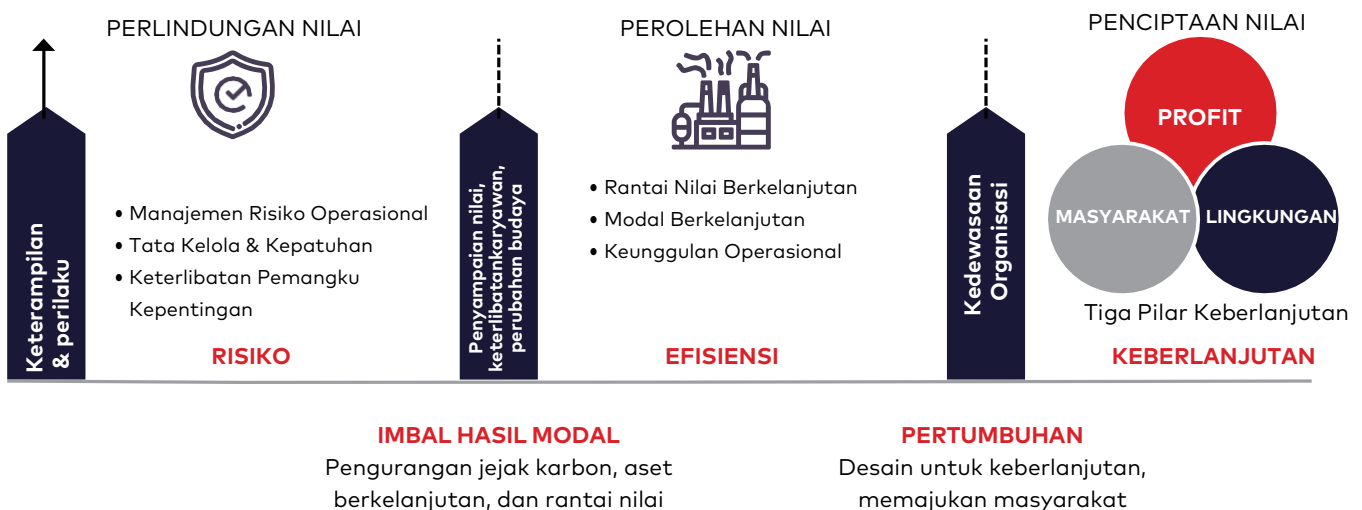 PERLINDUNGAN NILAI
Keterampilan
& perilaku
• Manajemen Risiko Operasional
• Tata Kelola & Kepatuhan
• Keterlibatan Pemangku
Kepentingan
RISIKO
Penyampaian nilai,
keterlibatankaryawan,
perubahan budaya
PEROLEHAN NILAI
• Rantai Nilai Berkelanjutan
• Modal Berkelanjutan
• Keunggulan Operasional
EFISIENSI
Kedewasaan
Organisasi
PENCIPTAAN NILAI
PROFIT
MASYARAKAT
LINGKUNGAN
Tiga Pilar Keberlanjutan
KEBERLANJUTAN
IMBAL HASIL MODAL
Pengurangan jejak karbon, aset
berkelanjutan, dan rantai nilai
PERTUMBUHAN
Desain untuk keberlanjutan,
memajukan masyarakat